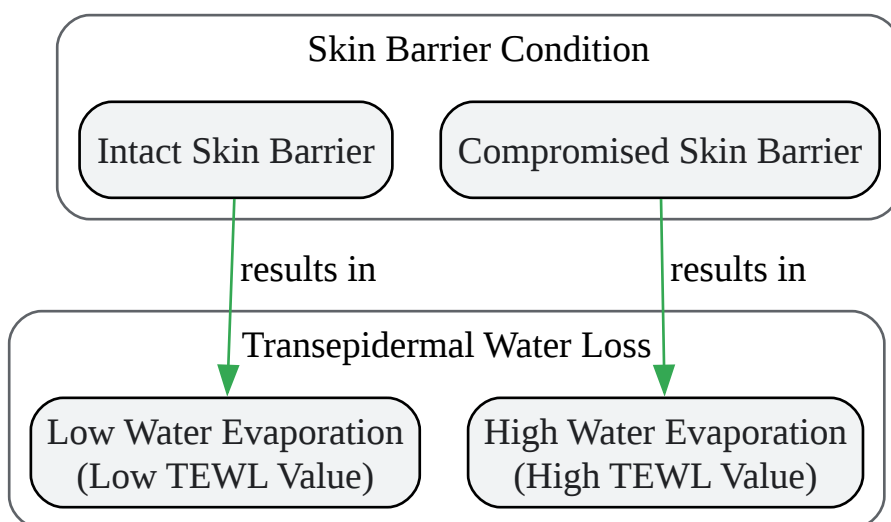 Skin Barrier Condition
Intact Skin Barrier
Compromised Skin Barrier
results in
results in
Transepidermal Water Loss
Low Water Evaporation
(Low TEWL Value)
High Water Evaporation
(High TEWL Value)